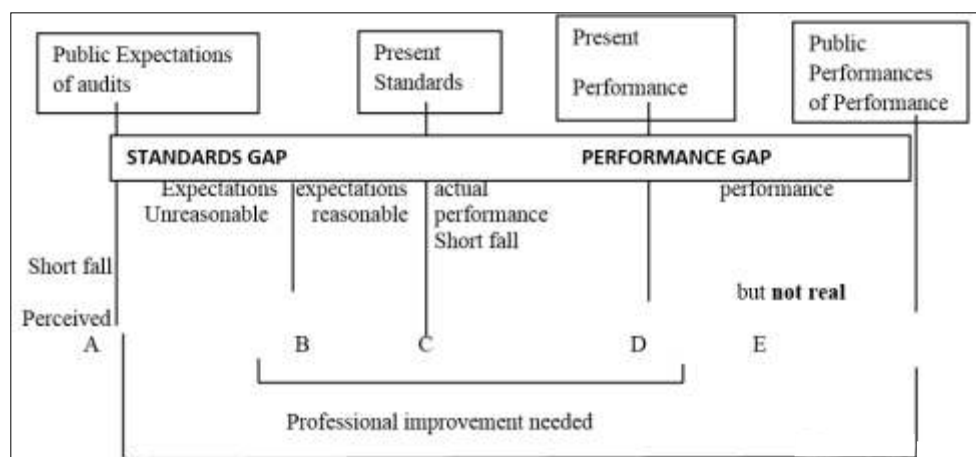 Public Expectations
of audits
Present
Standards
Present
Performance
Public
Performances
of Performance
STANDARDS GAP
PERFORMANCE GAP
Expectations
Unreasonable
expectations
reasonable
actual
performance
Short fall
performance
Short fall
but not real
Perceived
A
B
C
D
E
Professional improvement needed